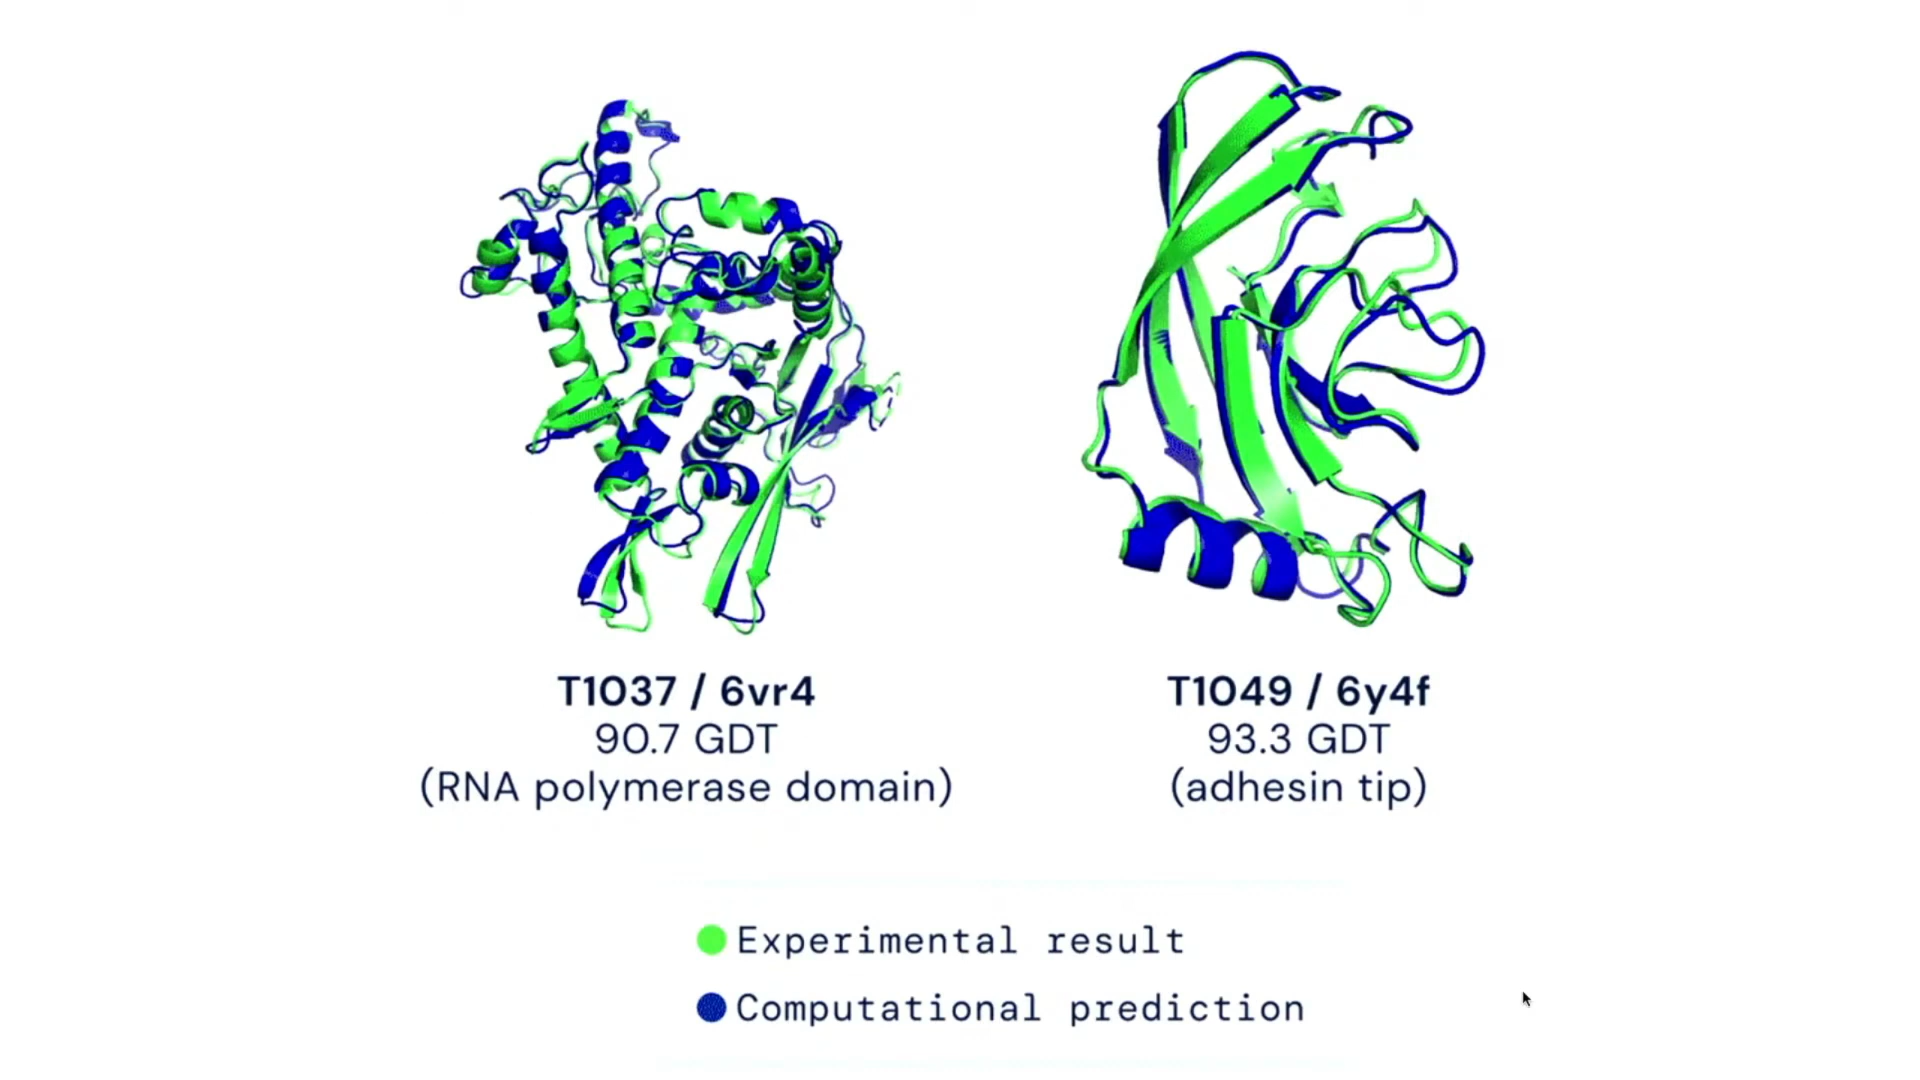 T1037 / 6vr4
90.7 GDT
(RNA polymerase domain)
T1049 / 6y4f
93.3 GDT
(adhesin tip)
Experimental result
Computational prediction